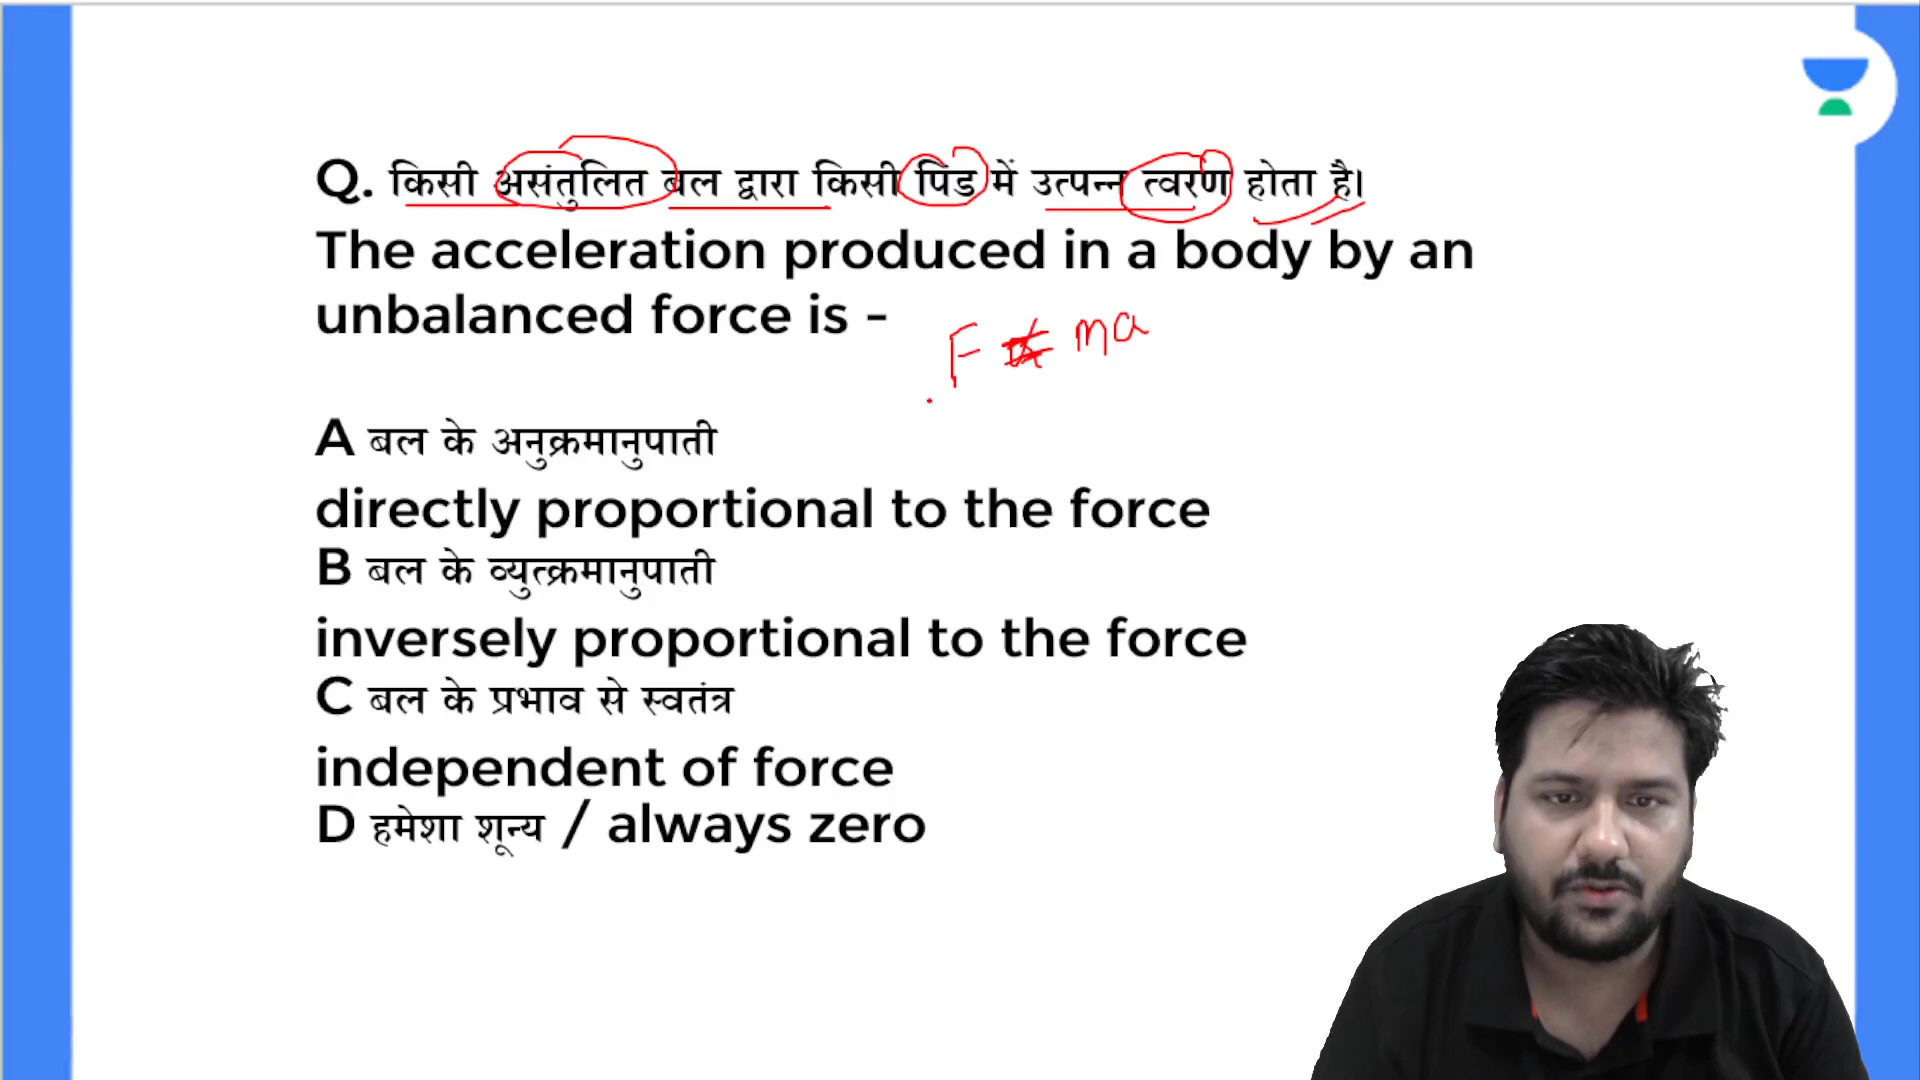 Q. किसी असंतुलित बल द्वारा किसी पिंड में उत्पन्न त्वरण होता है।
The acceleration produced in a body by an
unbalanced force is -
F ma
A बल के अनुक्रमानुपाती
directly proportional to the force
B बल के व्युत्क्रमानुपाती
inversely proportional to the force
C बल के प्रभाव से स्वतंत्र
independent of force
D हमेशा शून्य / always zero